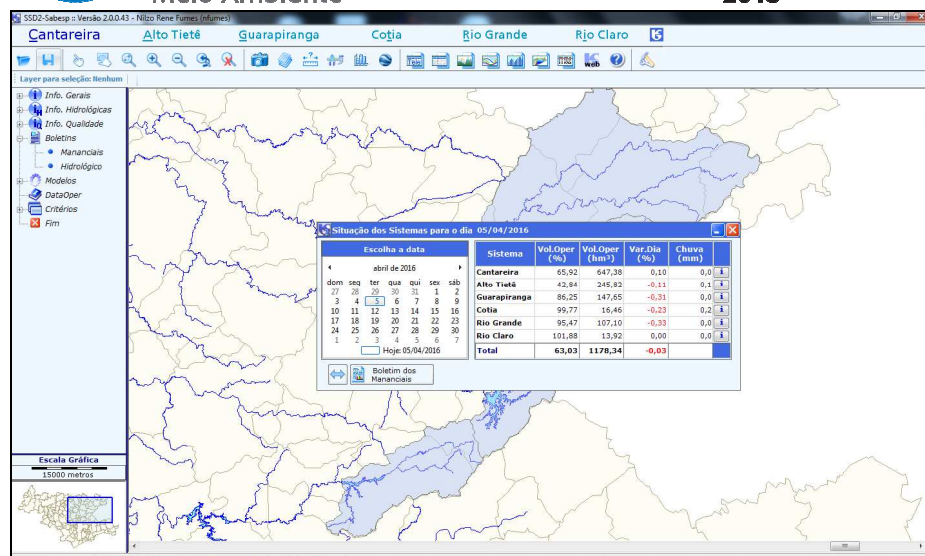 Meio Ambiente
2015
SSD2-Sabesp :: Versão 2.0.0.43 - Nilzo Rene Fumes (nfumes)
Cantareira Alto Tietê Guarapiranga Cotia Rio Grande Rio Claro
Layer para seleção: Nenhum
Info. Gerais
Info. Hidrológicas
Info. Qualidade
Boletins
Mananciais
Hidrológico
Modelos
DataOper
Critérios
Fim
Situação dos Sistemas para o dia 05/04/2016
Escolha a data
abril de 2016
dom seg ter qua qui sex sáb
27 28 29 30 31 1 2
3 4 5 6 7 8 9
10 11 12 13 14 15 16
17 18 19 20 21 22 23
24 25 26 27 28 29 30
1 2 3 4 5 6 7
Hoje: 05/04/2016
Boletim dos
Mananciais
Sistema Vol.Oper (%) Vol.Oper (hm³) Var.Dia (%) Chuva (mm)
Cantareira 65,92 647,38 0,10 0,0
Alto Tietê 42,84 245,82 -0,11 0,1
Guarapiranga 86,25 147,65 -0,31 0,0
Cotia 99,77 16,46 -0,23 0,2
Rio Grande 95,47 107,10 -0,33 0,0
Rio Claro 101,88 13,92 0,00 0,0
Total 63,03 1178,34 -0,03
Escala Gráfica
15000 metros